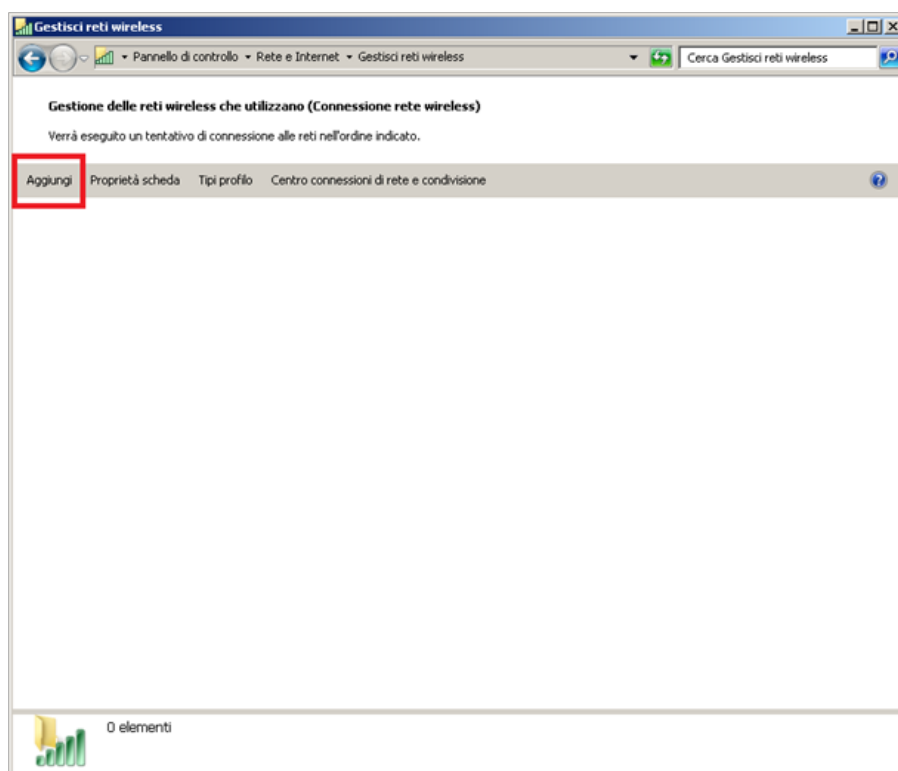 Gestisci reti wireless
Pannello di controllo Rete e Internet Gestisci reti wireless Cerca Gestisci reti wireless
Gestione delle reti wireless che utilizzano (Connessione rete wireless)
Verrà eseguito un tentativo di connessione alle reti nell'ordine indicato.
Aggiungi Proprietà scheda Tipi profilo Centro connessioni di rete e condivisione
0 elementi